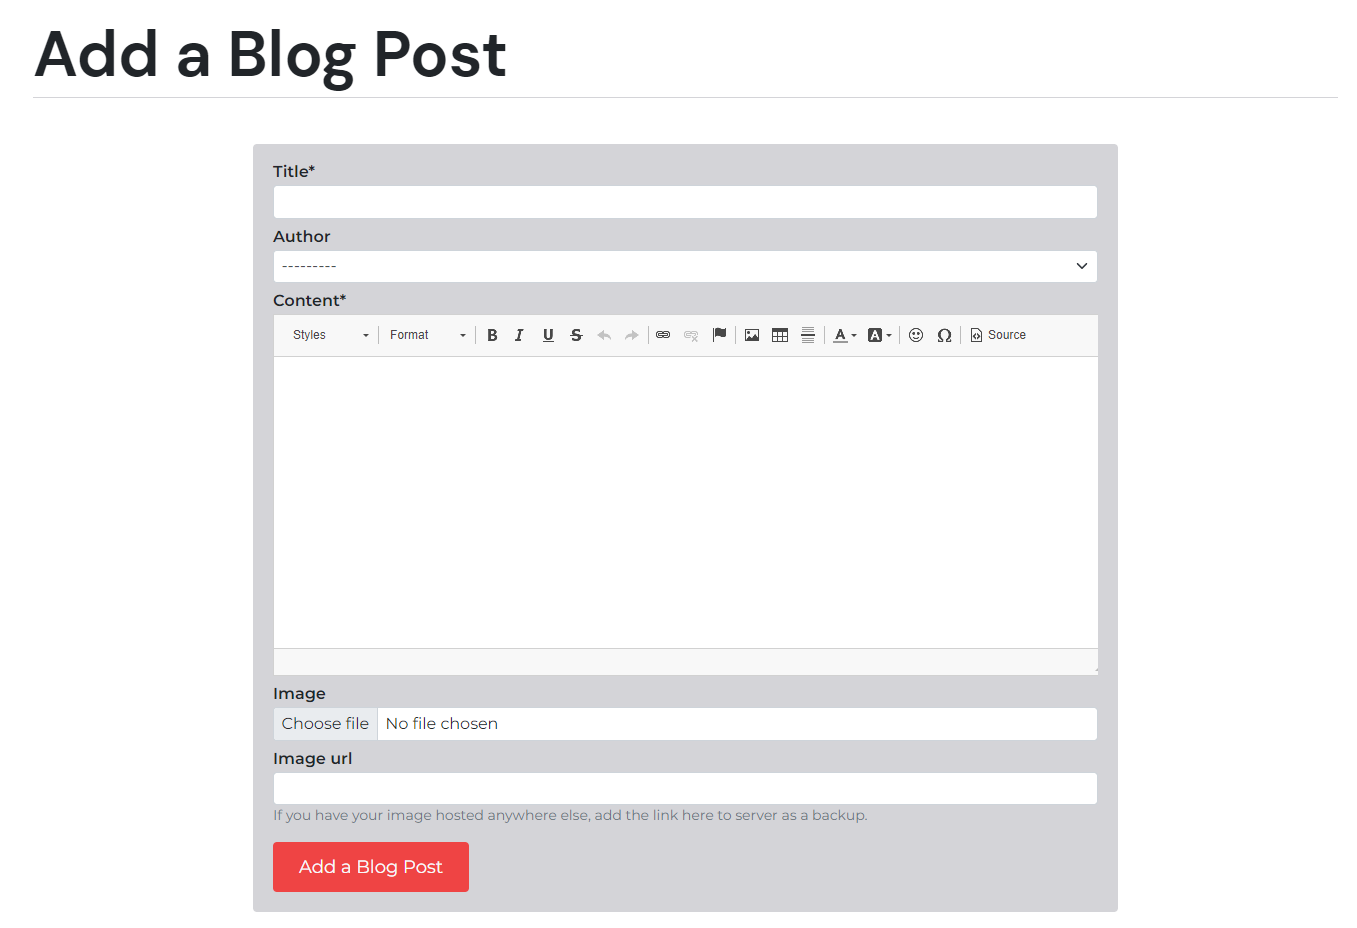 Add a Blog Post
Title*
Author
---------
Content*
Styles Format B I U S A A Ω Source
Image
Choose file No file chosen
Image url
If you have your image hosted anywhere else, add the link here to server as a backup.
Add a Blog Post